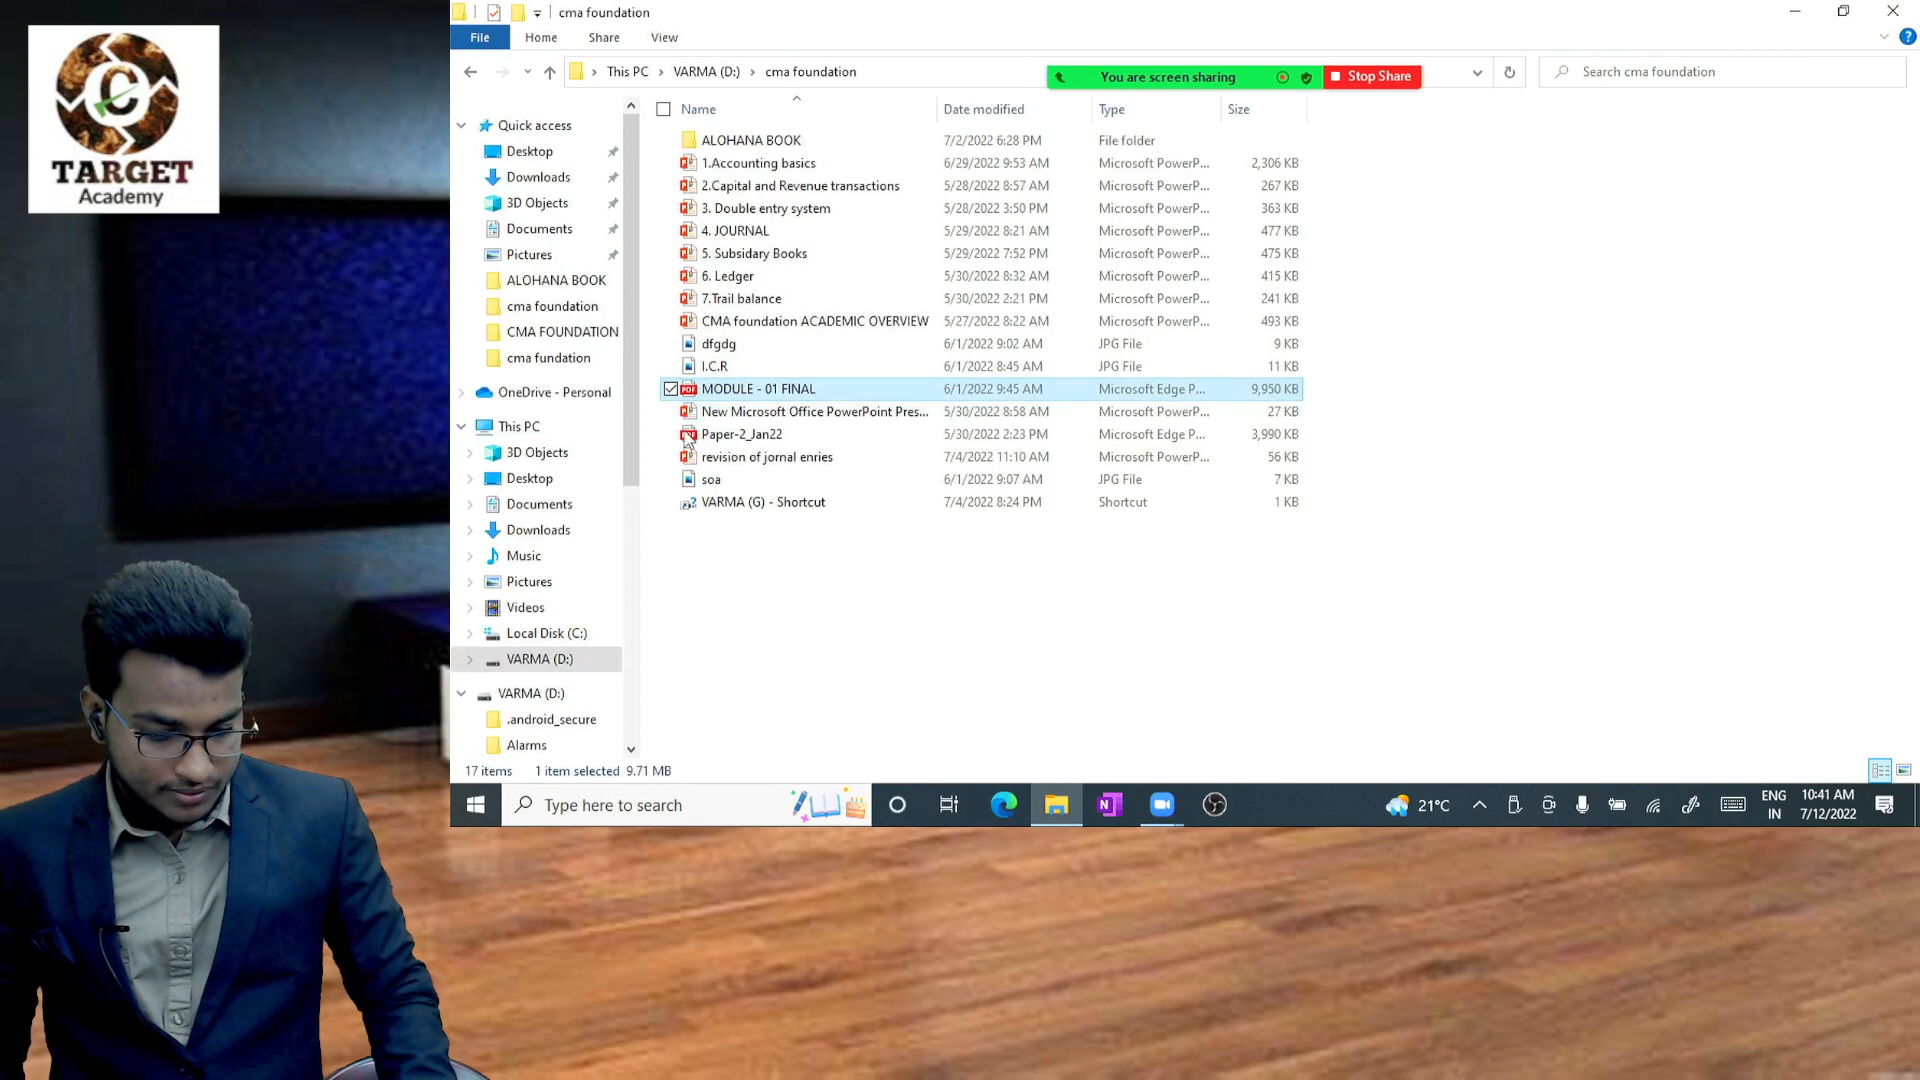 C
TARGET
Academy
cma foundation
File Home Share View
This PC VARMA (D:) cma foundation
You are screen sharing
Stop Share
Search cma foundation
Name Date modified Type Size
Quick access
Desktop
Downloads
3D Objects
Documents
Pictures
ALOHANA BOOK
cma foundation
CMA FOUNDATION
cma fundation
OneDrive - Personal
This PC
3D Objects
Desktop
Documents
Downloads
Music
Pictures
Videos
Local Disk (C:)
VARMA (D:)
VARMA (D:)
.android_secure
Alarms
ALOHANA BOOK 7/2/2022 6:28 PM File folder
1.Accounting basics 6/29/2022 9:53 AM Microsoft PowerP... 2,306 KB
2.Capital and Revenue transactions 5/28/2022 8:57 AM Microsoft PowerP... 267 KB
3. Double entry system 5/28/2022 3:50 PM Microsoft PowerP... 363 KB
4. JOURNAL 5/29/2022 8:21 AM Microsoft PowerP... 477 KB
5. Subsidary Books 5/29/2022 7:52 PM Microsoft PowerP... 475 KB
6. Ledger 5/30/2022 8:32 AM Microsoft PowerP... 415 KB
7.Trail balance 5/30/2022 2:21 PM Microsoft PowerP... 241 KB
CMA foundation ACADEMIC OVERVIEW 5/27/2022 8:22 AM Microsoft PowerP... 493 KB
dfgdg 6/1/2022 9:02 AM JPG File 9 KB
I.C.R 6/1/2022 8:45 AM JPG File 11 KB
MODULE - 01 FINAL 6/1/2022 9:45 AM Microsoft Edge P... 9,950 KB
New Microsoft Office PowerPoint Pres... 5/30/2022 8:58 AM Microsoft PowerP... 27 KB
Paper-2_Jan22 5/30/2022 2:23 PM Microsoft Edge P... 3,990 KB
revision of jornal enries 7/4/2022 11:10 AM Microsoft PowerP... 56 KB
soa 6/1/2022 9:07 AM JPG File 7 KB
VARMA (G) - Shortcut 7/4/2022 8:24 PM Shortcut 1 KB
17 items 1 item selected 9.71 MB
Type here to search
21°C
ENG
IN
10:41 AM
7/12/2022